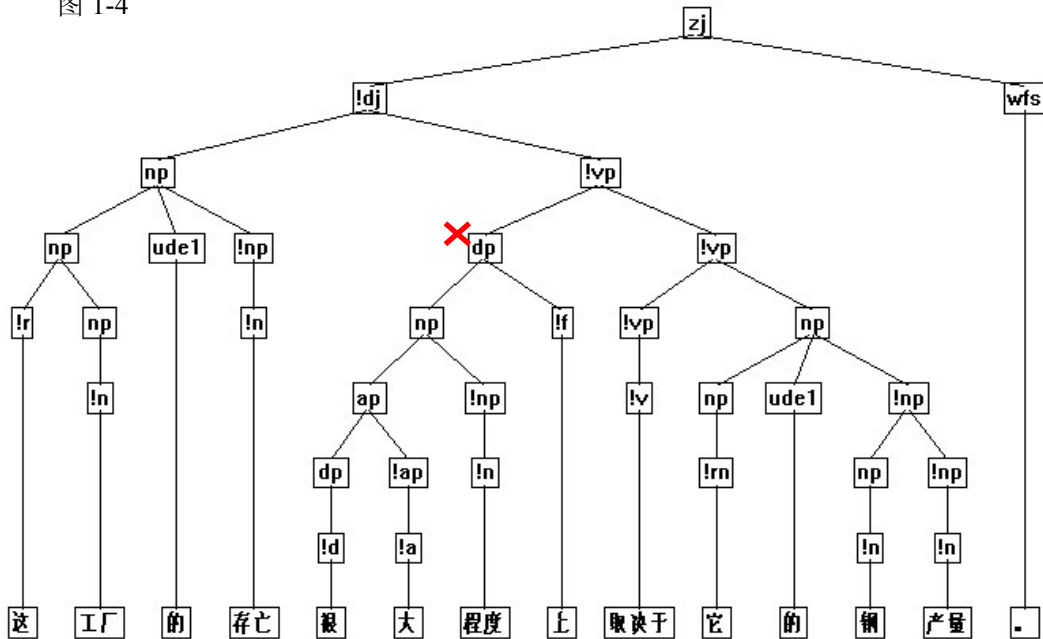 图 1-4
zj
!dj wfs
np !vp
np ude1 !np dp !vp
!r np !n np !f !vp np
!n ap !np !v np ude1 !np
dp !ap !n !rn np !np
!d !a !n !n
这 工厂 的 存亡 很 大 程度 上 取决于 它 的 钢 产量 。